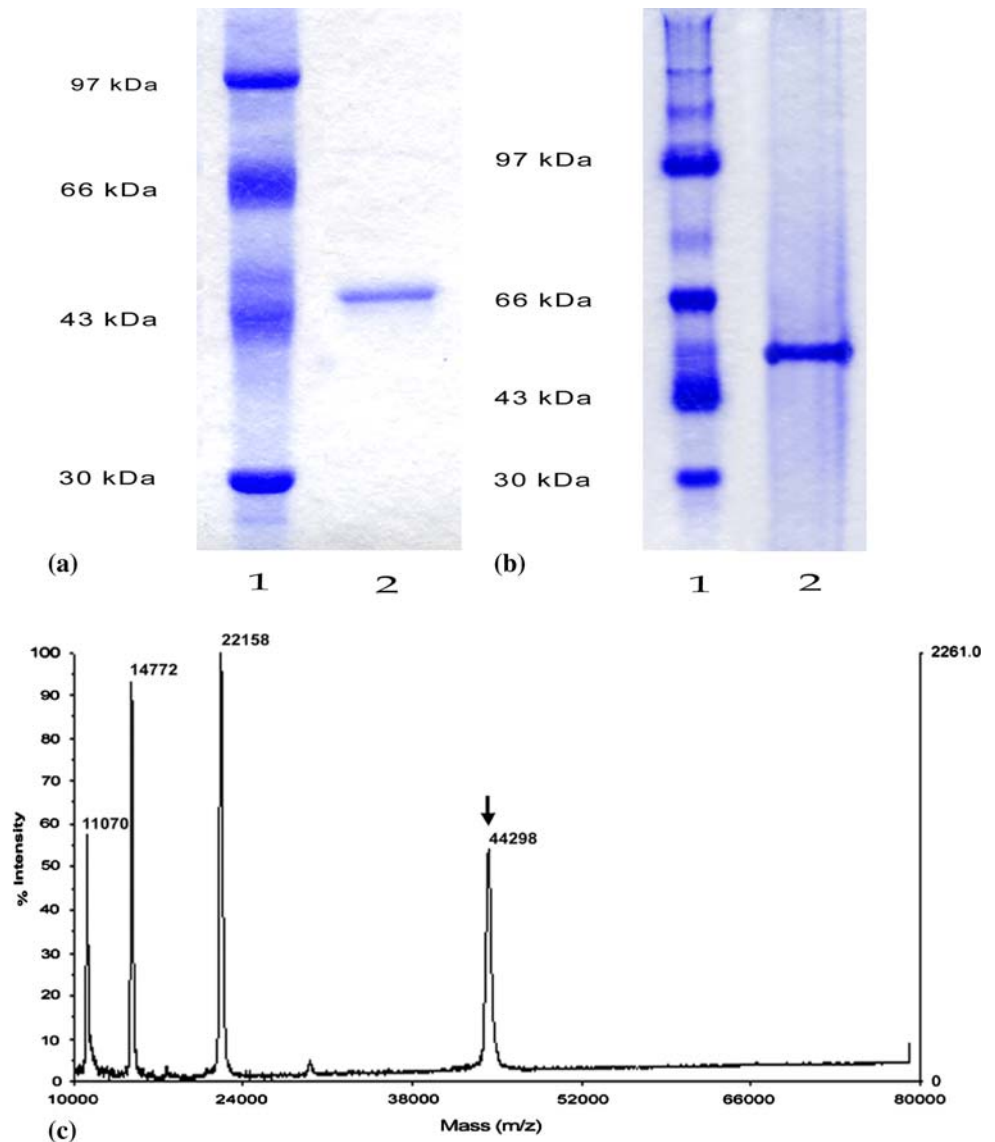 97 kDa
66 kDa
43 kDa
30 kDa
(a)
1 2
97 kDa
66 kDa
43 kDa
30 kDa
(b)
1 2
% Intensity
100
90
80
70
60
50
40
30
20
10
0
11070
14772
22158
44298
2261.0
0
10000 24000 38000 52000 66000 80000
Mass (m/z)
(c)